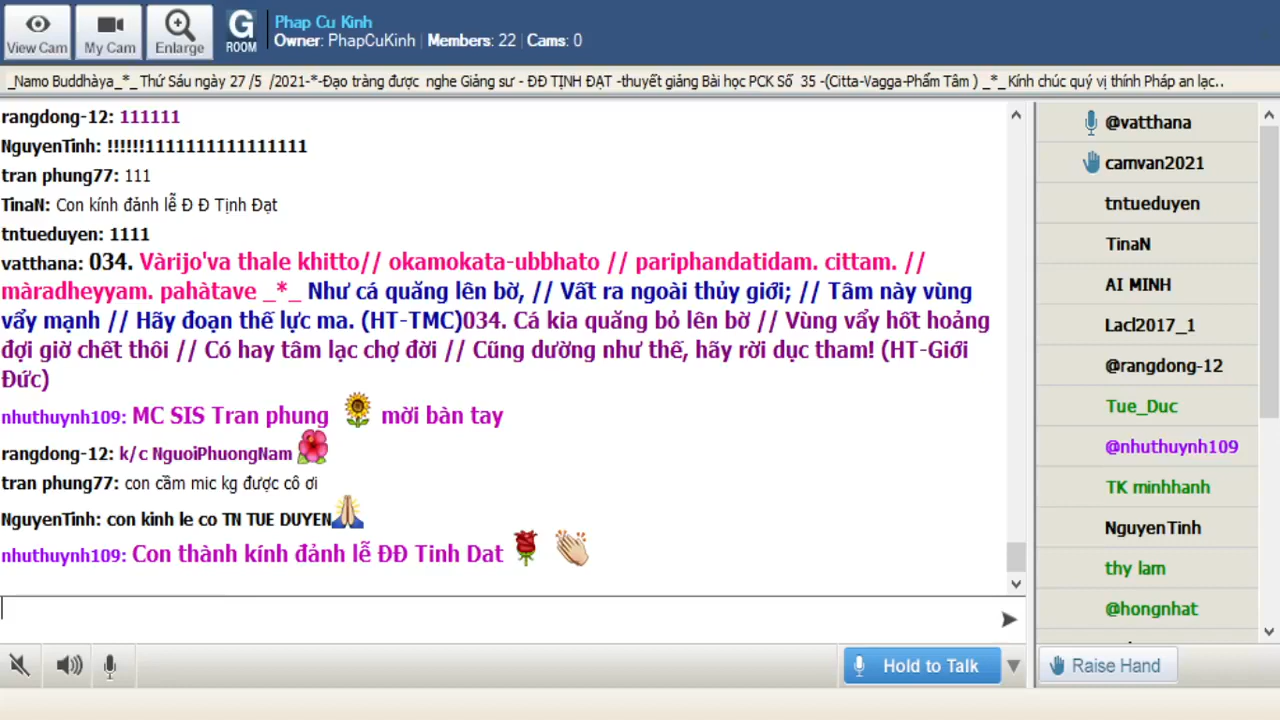 View Cam
My Cam
Enlarge
G
ROOM
Phap Cu Kinh
Owner: PhapCuKinh | Members: 22 | Cams: 0
_Namo Buddhàya_*_ Thứ Sáu ngày 27 /5 /2021-*-Đạo tràng được nghe Giảng sư - ĐĐ TỊNH ĐẠT -thuyết giảng Bài học PCK Số 35 -(Citta-Vagga-Phẩm Tâm ) _*_ Kính chúc quý vị thính Pháp an lạc..
rangdong-12: 111111
NguyenTinh: !!!!!!1111111111111111
tran phung77: 111
TinaN: Con kính đảnh lễ Đ Đ Tịnh Đạt
tntueduyen: 1111
vatthana: 034. Vàrijo'va thale khitto// okamokata-ubbhato // pariphandatidam. cittam. //
màradheyyam. pahàtave _*_ Như cá quăng lên bờ, // Vất ra ngoài thủy giới; // Tâm này vùng
vẩy mạnh // Hãy đoạn thế lực ma. (HT-TMC)034. Cá kia quăng bỏ lên bờ // Vùng vẩy hốt hoảng
đợi giờ chết thôi // Có hay tâm lạc chợ đời // Cũng dường như thế, hãy rời dục tham! (HT-Giới
Đức)
nhuthuynh109: MC SIS Tran phung mời bàn tay
rangdong-12: k/c NguoiPhuongNam
tran phung77: con cầm mic kg được cô ơi
NguyenTinh: con kinh le co TN TUE DUYEN
nhuthuynh109: Con thành kính đảnh lễ ĐĐ Tinh Dat
@vatthana
camvan2021
tntueduyen
TinaN
AI MINH
Lacl2017_1
@rangdong-12
Tue_Duc
@nhuthuynh109
TK minhhanh
NguyenTinh
thy lam
@hongnhat
Hold to Talk
Raise Hand